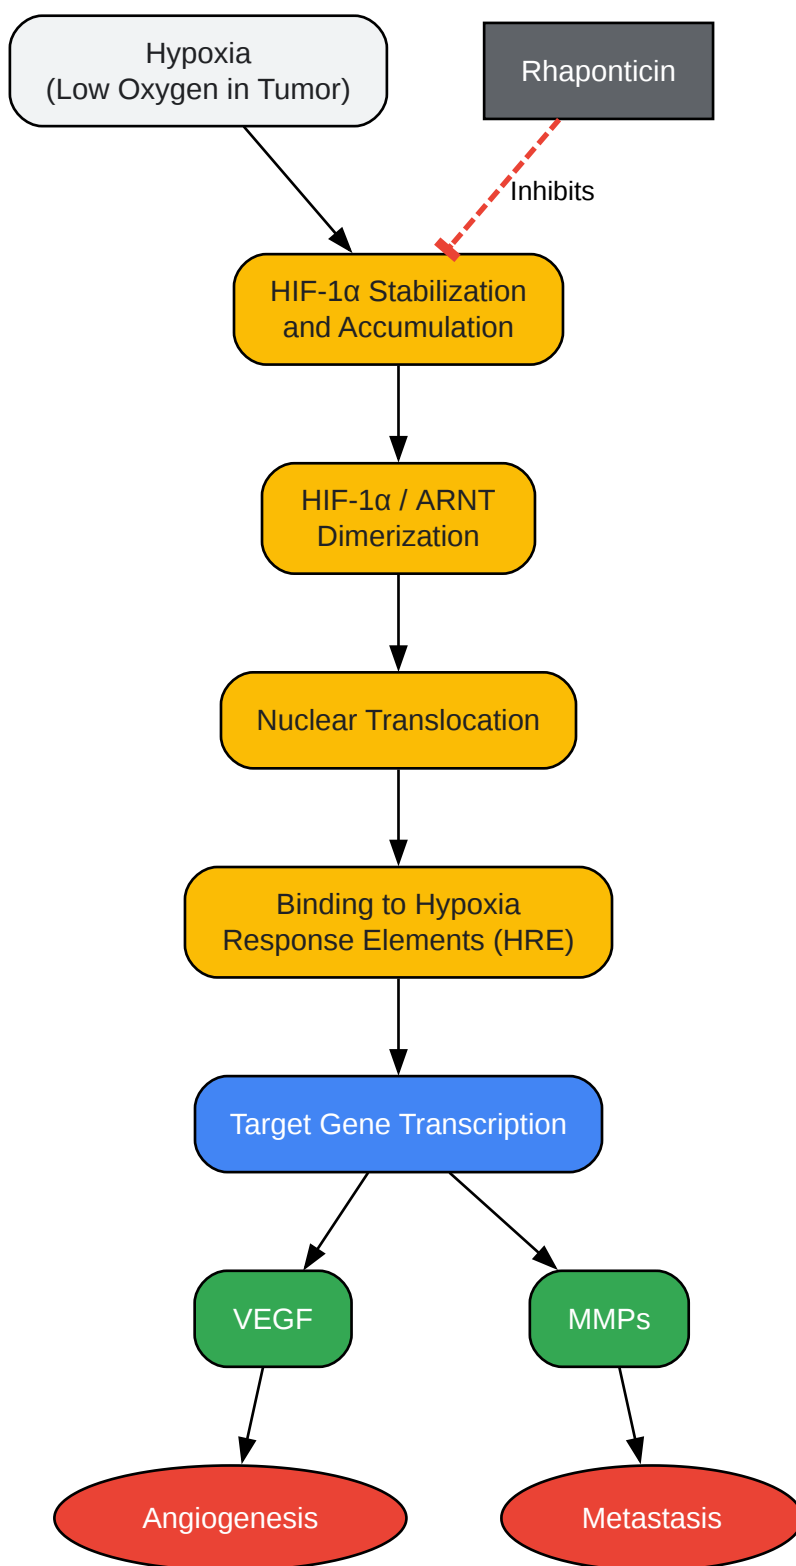 Hypoxia
(Low Oxygen in Tumor)
Rhaponticin
Inhibits
HIF-1α Stabilization
and Accumulation
HIF-1α / ARNT
Dimerization
Nuclear Translocation
Binding to Hypoxia
Response Elements (HRE)
Target Gene Transcription
VEGF
MMPs
Angiogenesis
Metastasis